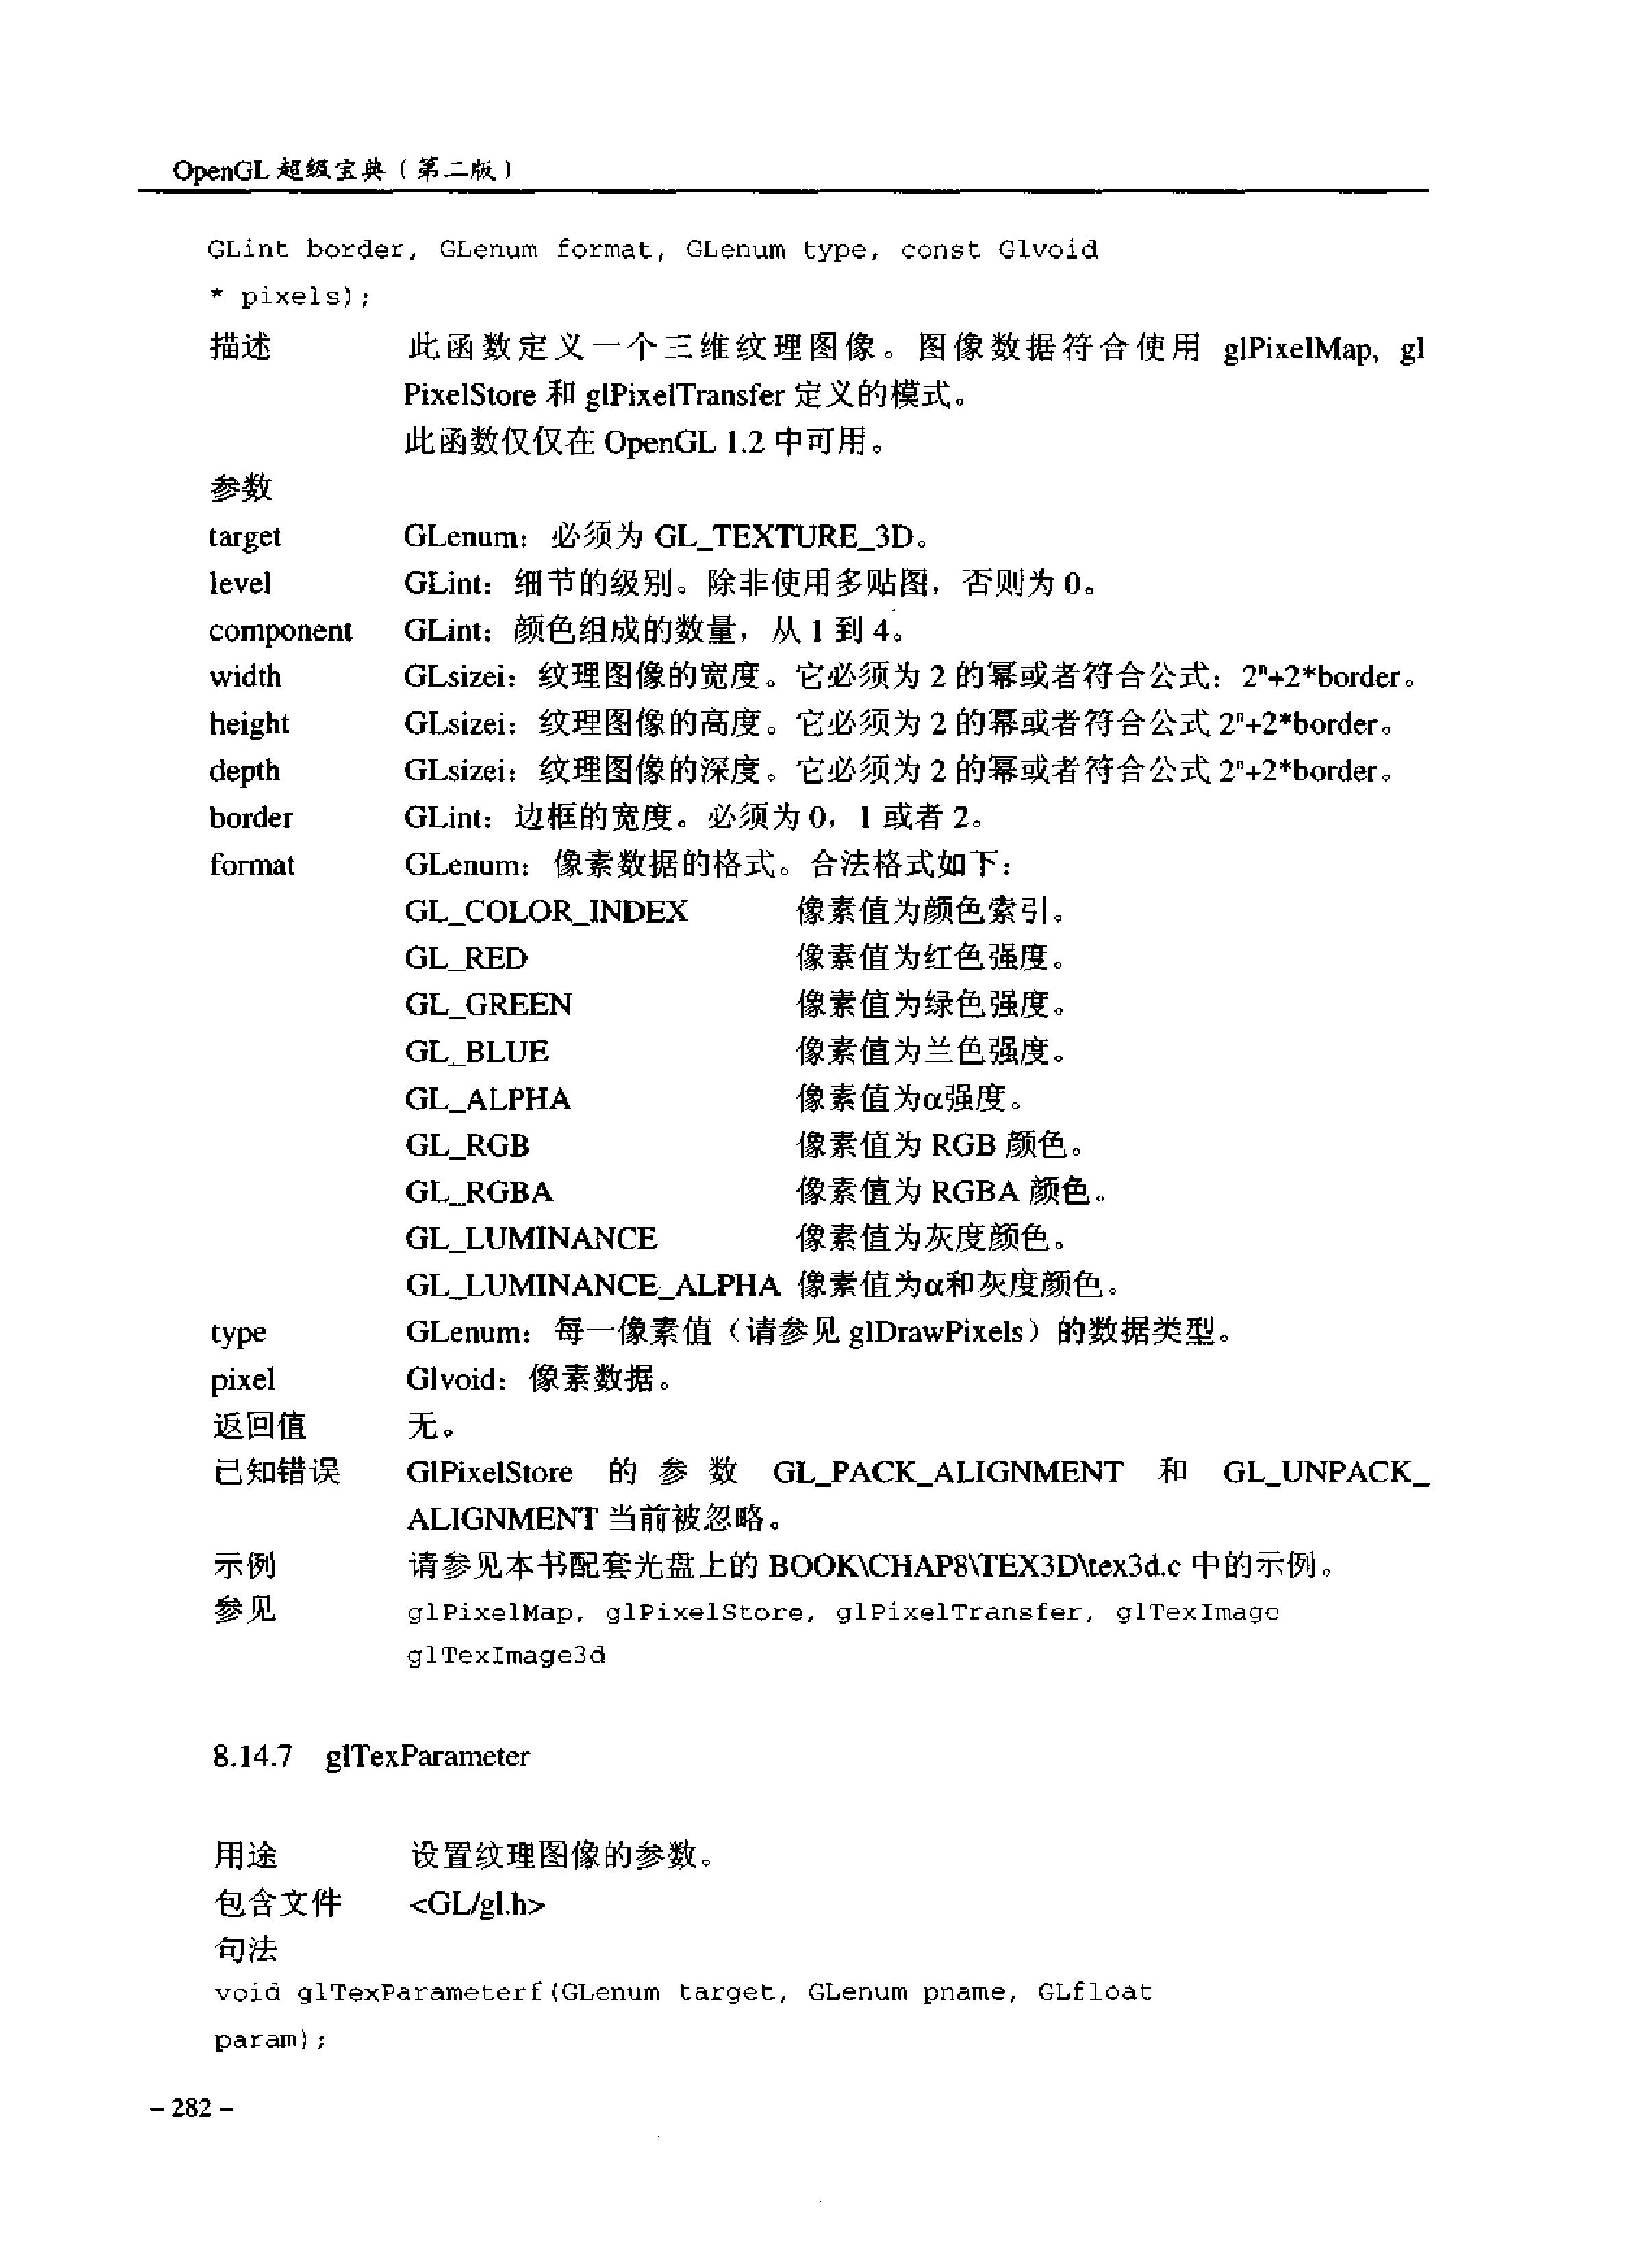 OpenGL 超级宝典（第二版）
GLint border, GLenum format, GLenum type, const Glvoid
* pixels);
描述 此函数定义一个三维纹理图像。图像数据符合使用 glPixelMap, gl
PixelStore 和 glPixelTransfer 定义的模式。
此函数仅仅在 OpenGL 1.2 中可用。
参数
target GLenum：必须为 GL_TEXTURE_3D。
level GLint：细节的级别。除非使用多贴图，否则为 0。
component GLint；颜色组成的数量，从 1 到 4。
width GLsizei：纹理图像的宽度。它必须为 2 的幂或者符合公式：2ⁿ+2*border。
height GLsizei：纹理图像的高度。它必须为 2 的幂或者符合公式 2ⁿ+2*border。
depth GLsizei：纹理图像的深度。它必须为 2 的幂或者符合公式 2ⁿ+2*border。
border GLint：边框的宽度。必须为 0，1 或者 2。
format GLenum：像素数据的格式。合法格式如下：
GL_COLOR_INDEX 像素值为颜色索引。
GL_RED 像素值为红色强度。
GL_GREEN 像素值为绿色强度。
GL_BLUE 像素值为兰色强度。
GL_ALPHA 像素值为α强度。
GL_RGB 像素值为 RGB 颜色。
GL_RGBA 像素值为 RGBA 颜色。
GL_LUMINANCE 像素值为灰度颜色。
GL_LUMINANCE_ALPHA 像素值为α和灰度颜色。
type GLenum：每一像素值（请参见 glDrawPixels）的数据类型。
pixel Glvoid：像素数据。
返回值 无。
已知错误 GlPixelStore 的 参 数 GL_PACK_ALIGNMENT 和 GL_UNPACK_
ALIGNMENT 当前被忽略。
示例 请参见本书配套光盘上的 BOOK\CHAP8\TEX3D\tex3d.c 中的示例。
参见 glPixelMap, glPixelStore, glPixelTransfer, glTexImage
glTexImage3d
8.14.7 glTexParameter
用途 设置纹理图像的参数。
包含文件 <GL/gl.h>
句法
void glTexParameterf(GLenum target, GLenum pname, GLfloat
param);
– 282 –